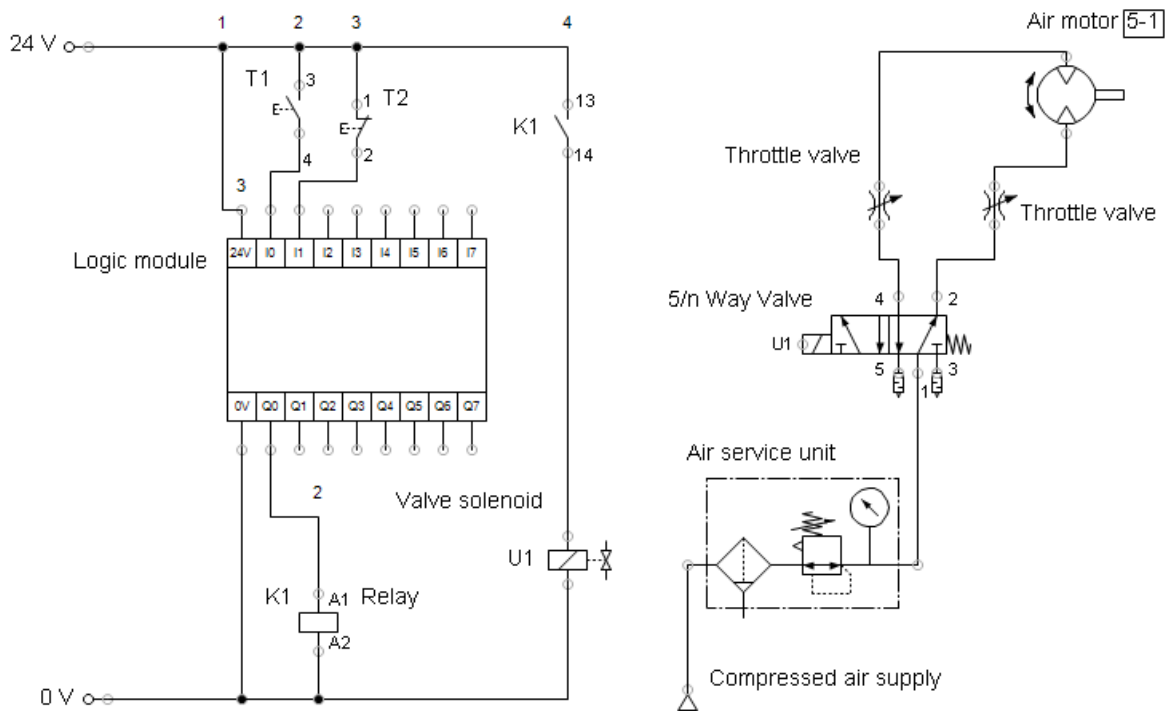 1 2 3 4
24 V
T1 3
4
1 T2
2
13
K1
14
3
24V I0 I1 I2 I3 I4 I5 I6 I7
Logic module
0V Q0 Q1 Q2 Q3 Q4 Q5 Q6 Q7
2
Valve solenoid
U1
K1 A1 Relay
A2
0 V
Air motor 5-1
Throttle valve
Throttle valve
5/n Way Valve
4 2
U1
5 1 3
Air service unit
Compressed air supply